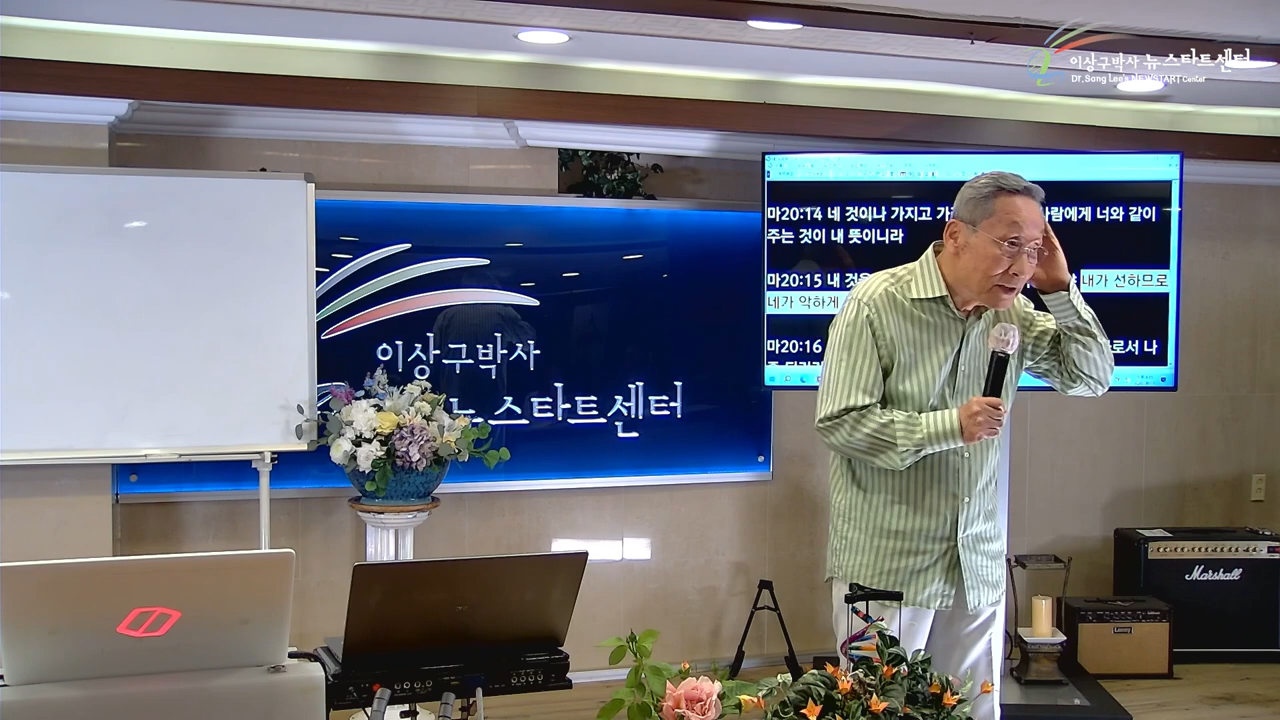 이상구박사 뉴스타트센터
Dr. Sang Lee's NEWSTART Center
마20:14 네 것이나 가지고 사람에게 너와 같이
주는 것이 내 뜻이니라
마20:15 내 것을 내가 선하므로
네가 악하게
마20:16 로서 나
이상구박사
뉴스타트센터
Marshall
Laney